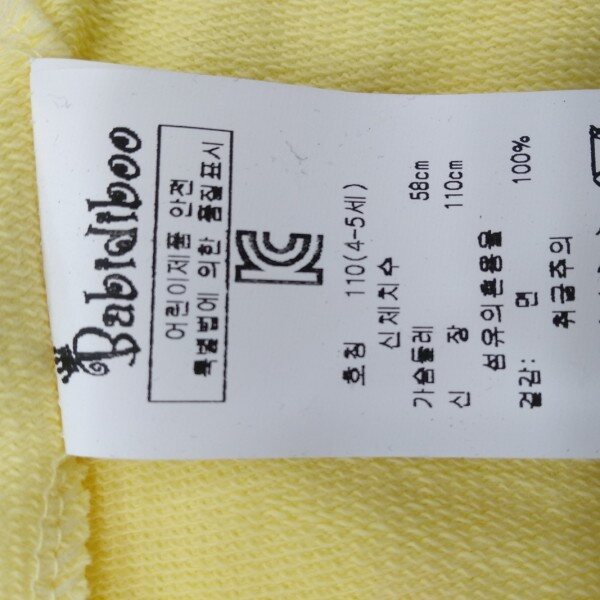 Babidiboo
어린이제품 안전
특별법에 의한 품질표시
호칭 110(4-5세)
신체치수
가슴둘레 58cm
신 장 110cm
섬유의혼용율
겉감: 면 100%
취급주의